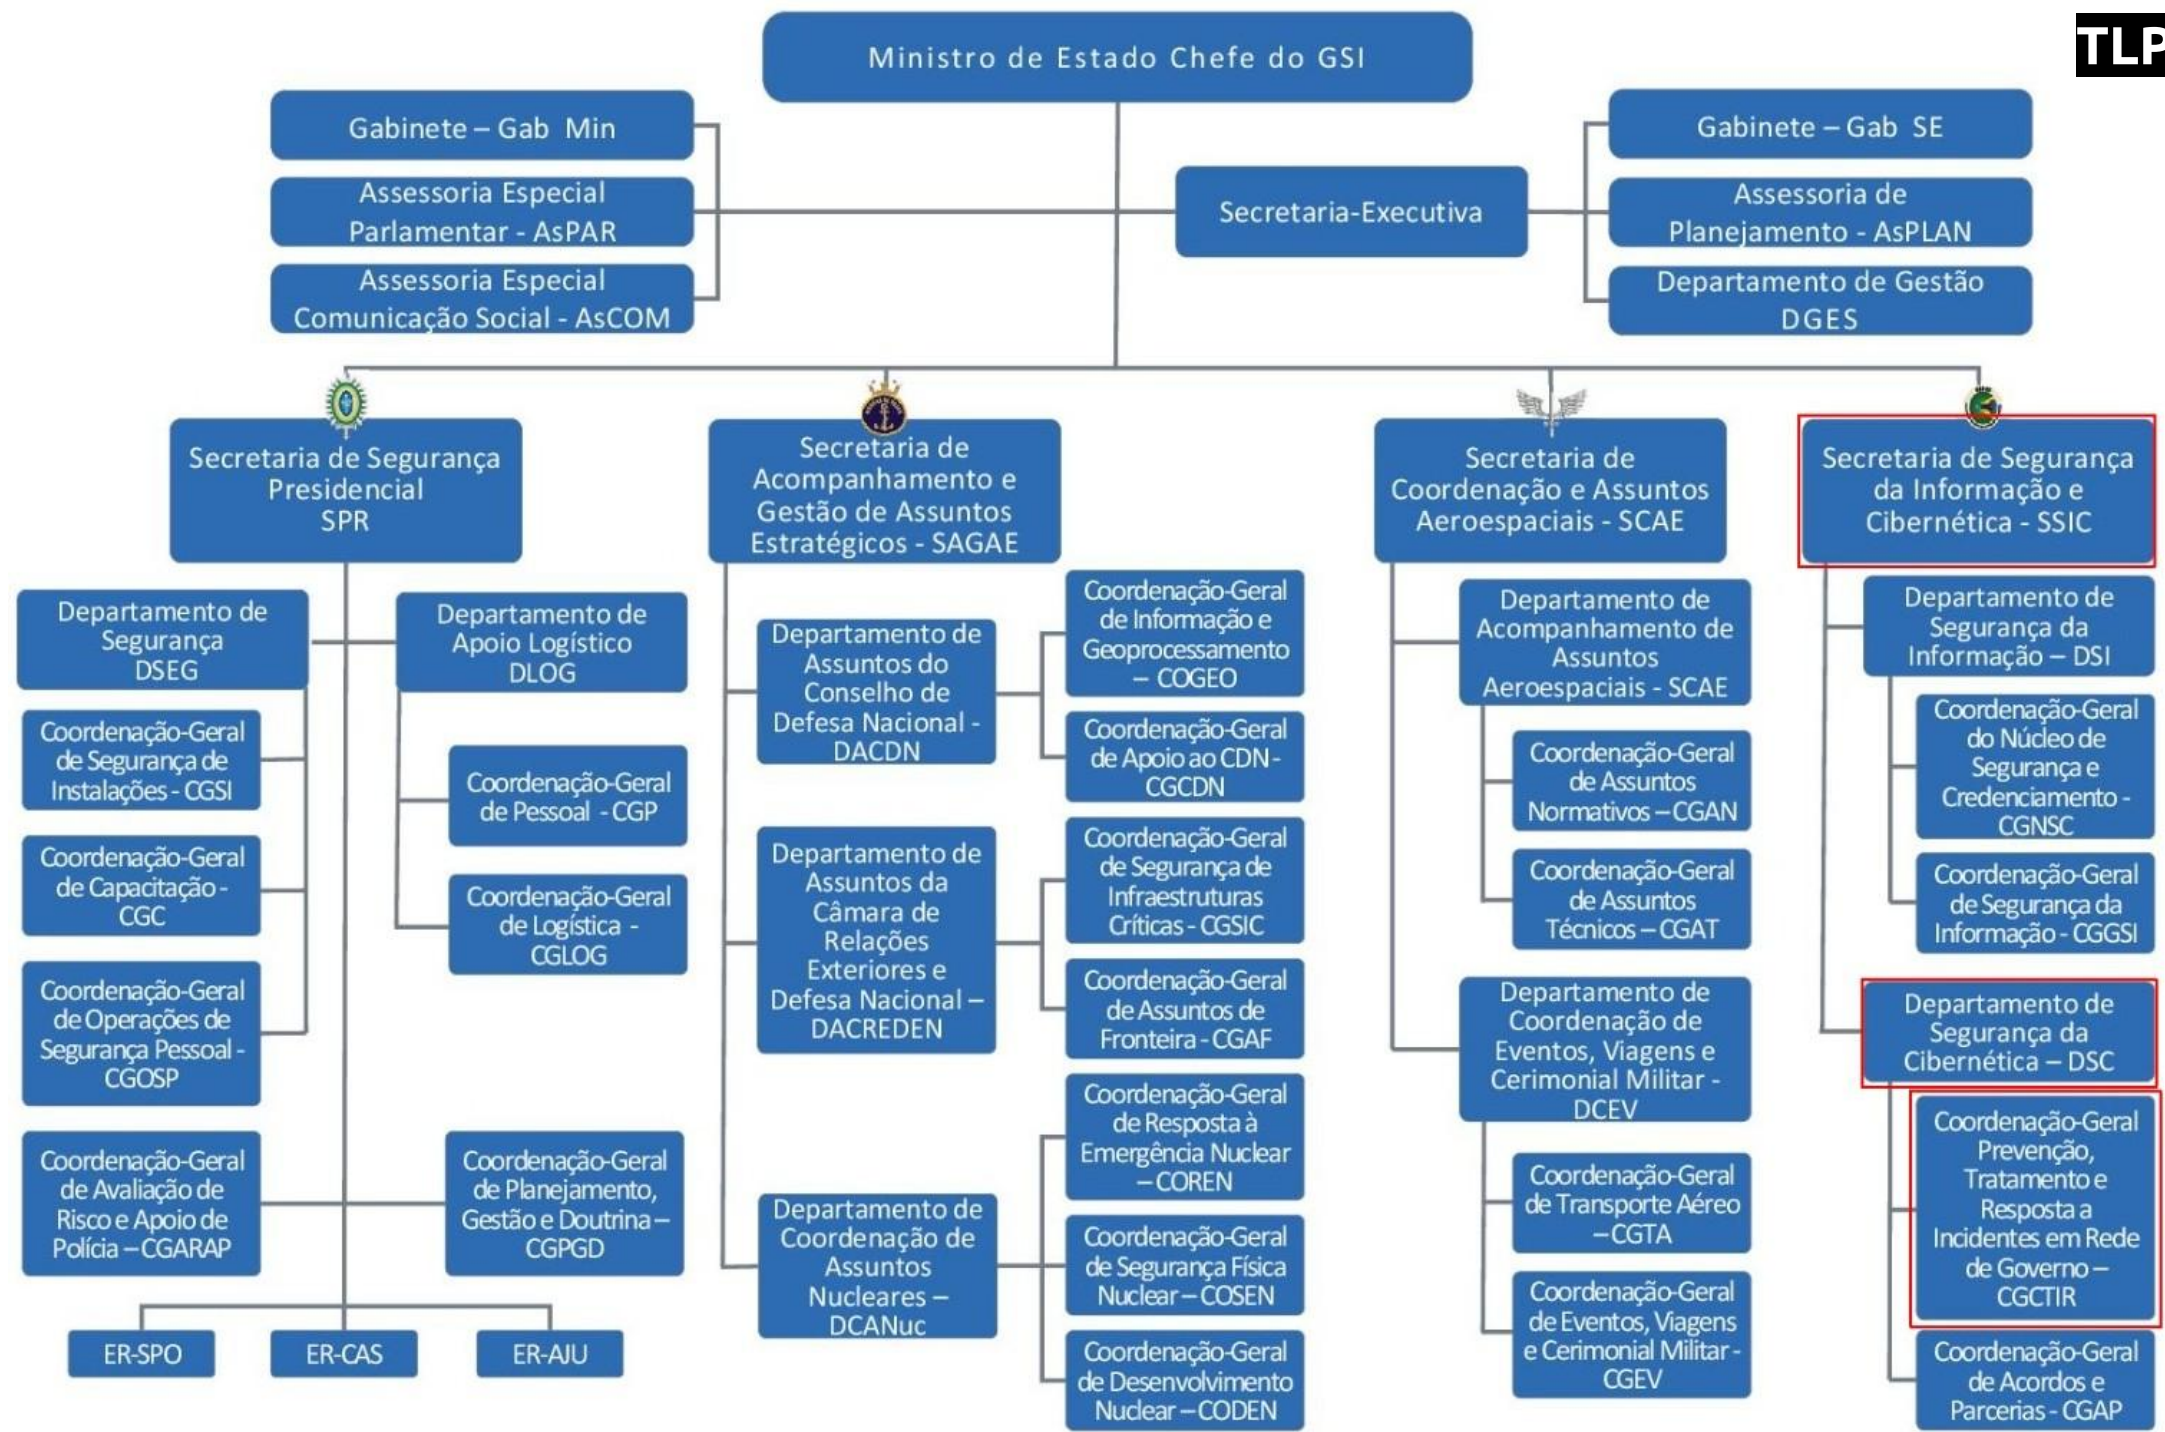 TLP
Ministro de Estado Chefe do GSI
Gabinete – Gab Min
Assessoria Especial
Parlamentar - AsPAR
Assessoria Especial
Comunicação Social - AsCOM
Secretaria-Executiva
Gabinete – Gab SE
Assessoria de
Planejamento - AsPLAN
Departamento de Gestão
DGES
Secretaria de Segurança
Presidencial
SPR
Departamento de
Segurança
DSEG
Coordenação-Geral
de Segurança de
Instalações - CGSI
Coordenação-Geral
de Capacitação -
CGC
Coordenação-Geral
de Operações de
Segurança Pessoal -
CGOSP
Departamento de
Apoio Logístico
DLOG
Coordenação-Geral
de Pessoal - CGP
Coordenação-Geral
de Logística -
CGLOG
Coordenação-Geral
de Avaliação de
Risco e Apoio de
Polícia – CGARAP
Coordenação-Geral
de Planejamento,
Gestão e Doutrina –
CGPGD
ER-SPO
ER-CAS
ER-AJU
Secretaria de
Acompanhamento e
Gestão de Assuntos
Estratégicos - SAGAE
Departamento de
Assuntos do
Conselho de
Defesa Nacional -
DACDN
Coordenação-Geral
de Informação e
Geoprocessamento
– COGEO
Coordenação-Geral
de Apoio ao CDN -
CGCDN
Departamento de
Assuntos da
Câmara de
Relações
Exteriores e
Defesa Nacional –
DACREDEN
Coordenação-Geral
de Segurança de
Infraestruturas
Críticas - CGSIC
Coordenação-Geral
de Assuntos de
Fronteira - CGAF
Departamento de
Coordenação de
Assuntos
Nucleares –
DCANuc
Coordenação-Geral
de Resposta à
Emergência Nuclear
– COREN
Coordenação-Geral
de Segurança Física
Nuclear – COSEN
Coordenação-Geral
de Desenvolvimento
Nuclear – CODEN
Secretaria de
Coordenação e Assuntos
Aeroespaciais - SCAE
Departamento de
Acompanhamento de
Assuntos
Aeroespaciais - SCAE
Coordenação-Geral
de Assuntos
Normativos – CGAN
Coordenação-Geral
de Assuntos
Técnicos – CGAT
Departamento de
Coordenação de
Eventos, Viagens e
Cerimonial Militar -
DCEV
Coordenação-Geral
de Transporte Aéreo
– CGTA
Coordenação-Geral
de Eventos, Viagens
e Cerimonial Militar -
CGEV
Secretaria de Segurança
da Informação e
Cibernética - SSIC
Departamento de
Segurança da
Informação – DSI
Coordenação-Geral
do Núcleo de
Segurança e
Credenciamento -
CGNSC
Coordenação-Geral
de Segurança da
Informação - CGGSI
Departamento de
Segurança da
Cibernética – DSC
Coordenação-Geral
Prevenção,
Tratamento e
Resposta a
Incidentes em Rede
de Governo –
CGCTIR
Coordenação-Geral
de Acordos e
Parcerias - CGAP